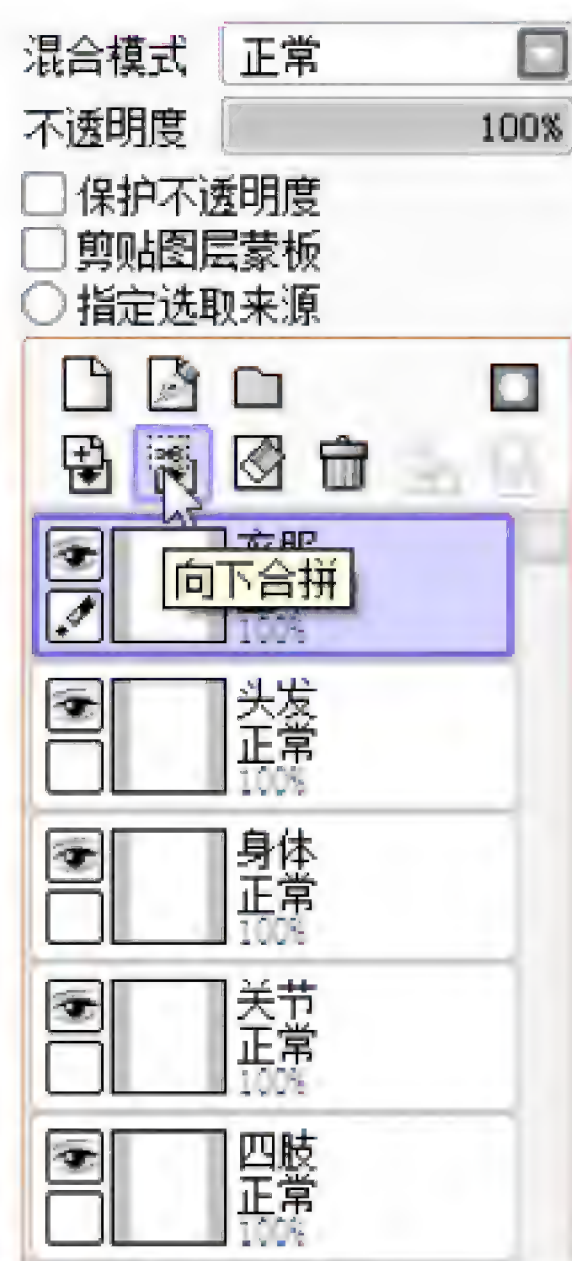 混合模式 正常
不透明度 100%
保护不透明度
剪贴图层蒙板
指定选取来源
向下合拼
100%
头发
正常
100%
身体
正常
100%
关节
正常
100%
四肢
正常
100%